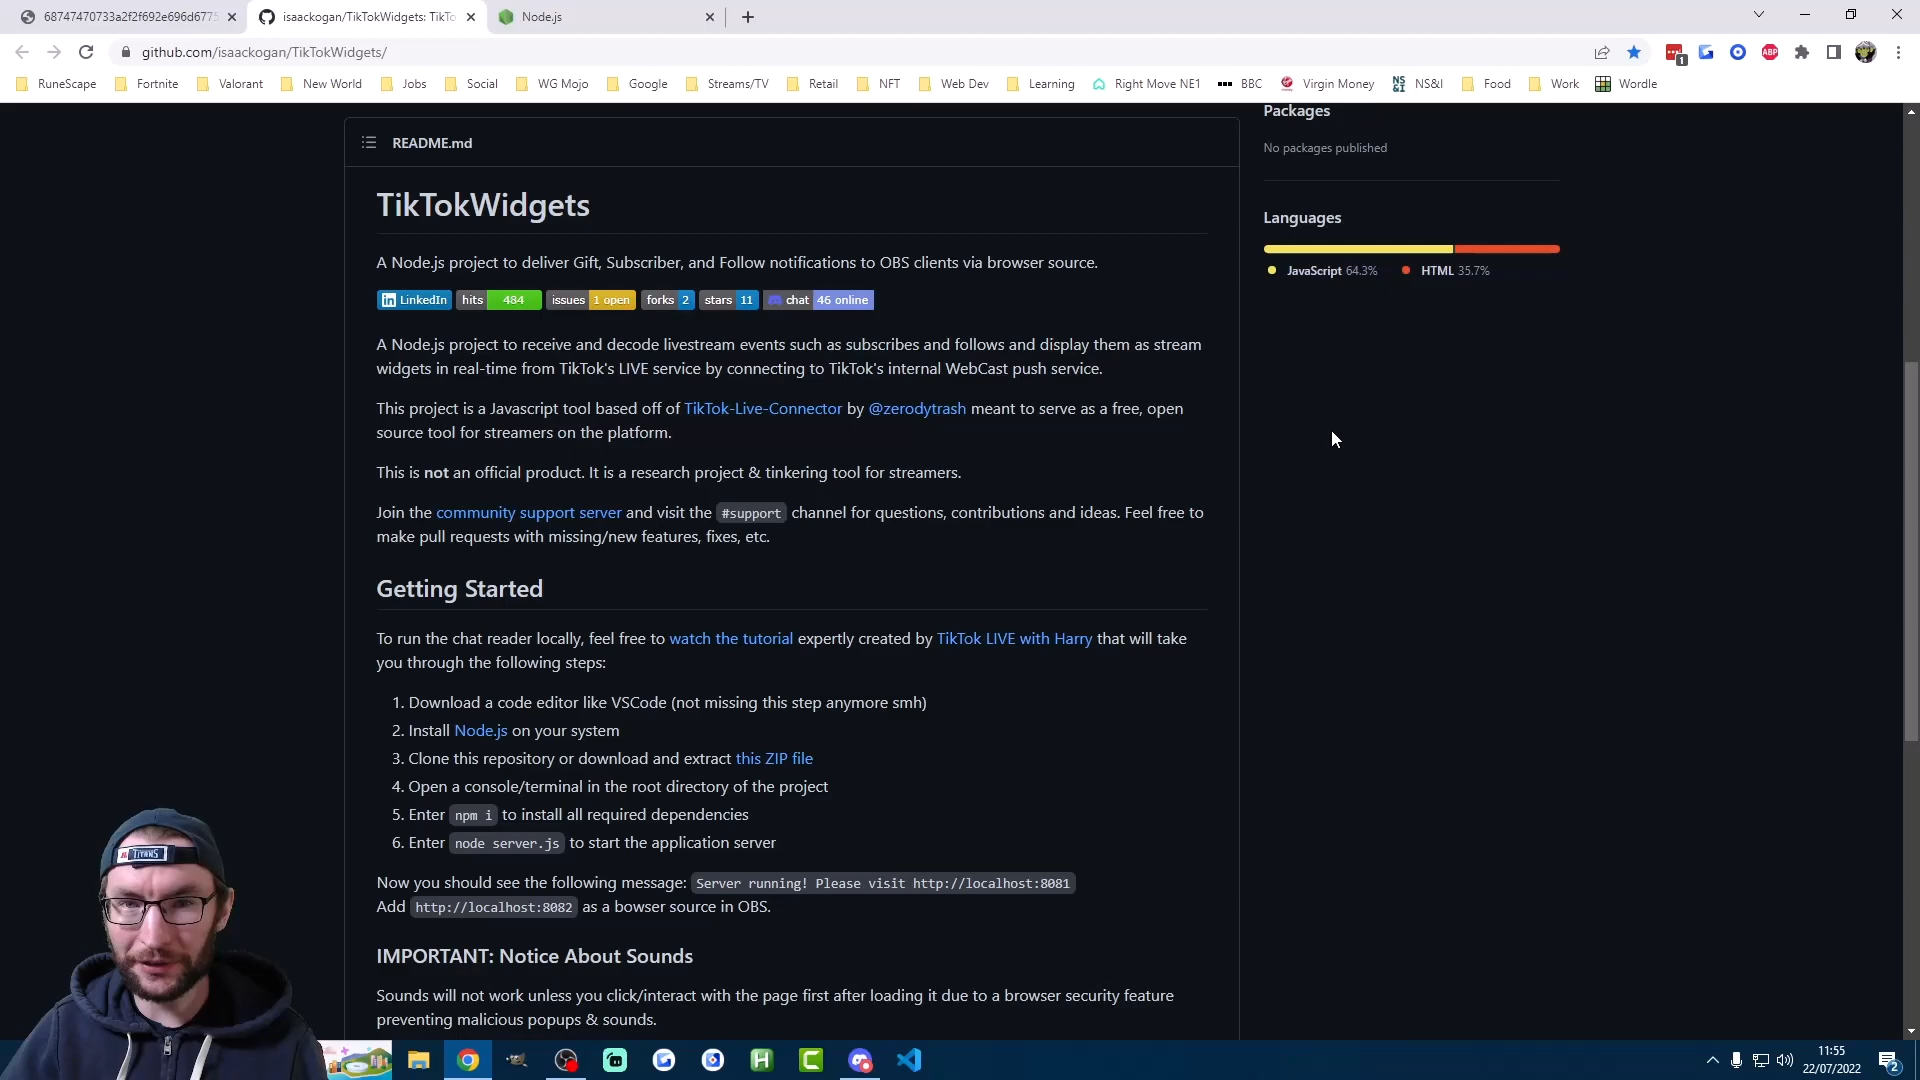 68747470733a2f2f692e696d6775
isaackogan/TikTokWidgets: TikTo
Node.js
github.com/isaackogan/TikTokWidgets/
1
ABP
RuneScape
Fortnite
Valorant
New World
Jobs
Social
WG Mojo
Google
Streams/TV
Retail
NFT
Web Dev
Learning
Right Move NE1
BBC
Virgin Money
NS&I
NS&I
Food
Work
Wordle
README.md
TikTokWidgets
A Node.js project to deliver Gift, Subscriber, and Follow notifications to OBS clients via browser source.
in LinkedIn hits 484 issues 1 open forks 2 stars 11 chat 46 online
A Node.js project to receive and decode livestream events such as subscribes and follows and display them as stream
widgets in real-time from TikTok's LIVE service by connecting to TikTok's internal WebCast push service.
This project is a Javascript tool based off of TikTok-Live-Connector by @zerodytrash meant to serve as a free, open
source tool for streamers on the platform.
This is not an official product. It is a research project & tinkering tool for streamers.
Join the community support server and visit the #support channel for questions, contributions and ideas. Feel free to
make pull requests with missing/new features, fixes, etc.
Getting Started
To run the chat reader locally, feel free to watch the tutorial expertly created by TikTok LIVE with Harry that will take
you through the following steps:
1. Download a code editor like VSCode (not missing this step anymore smh)
2. Install Node.js on your system
3. Clone this repository or download and extract this ZIP file
4. Open a console/terminal in the root directory of the project
5. Enter npm i to install all required dependencies
6. Enter node server.js to start the application server
Now you should see the following message: Server running! Please visit http://localhost:8081
Add http://localhost:8082 as a bowser source in OBS.
IMPORTANT: Notice About Sounds
Sounds will not work unless you click/interact with the page first after loading it due to a browser security feature
preventing malicious popups & sounds.
Packages
No packages published
Languages
JavaScript 64.3% HTML 35.7%
TITANS
H
C
11:55
22/07/2022
2